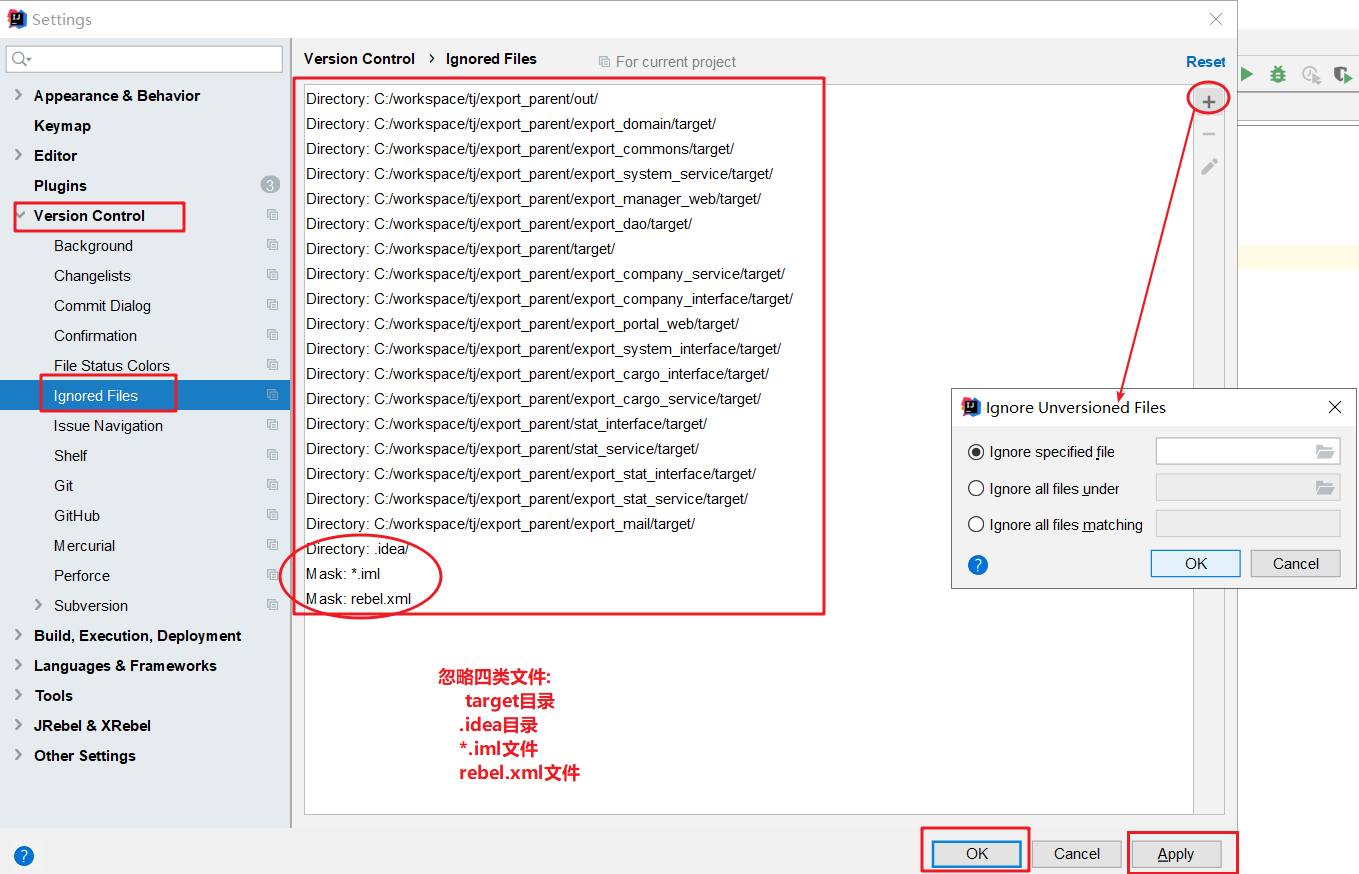 Settings
Version Control › Ignored Files
For current project
Reset
Appearance & Behavior
Keymap
Editor
Plugins
3
Version Control
Background
Changelists
Commit Dialog
Confirmation
File Status Colors
Ignored Files
Issue Navigation
Shelf
Git
GitHub
Mercurial
Perforce
Subversion
Build, Execution, Deployment
Languages & Frameworks
Tools
JRebel & XRebel
Other Settings
Directory: C:/workspace/tj/export_parent/out/
Directory: C:/workspace/tj/export_parent/export_domain/target/
Directory: C:/workspace/tj/export_parent/export_commons/target/
Directory: C:/workspace/tj/export_parent/export_system_service/target/
Directory: C:/workspace/tj/export_parent/export_manager_web/target/
Directory: C:/workspace/tj/export_parent/export_dao/target/
Directory: C:/workspace/tj/export_parent/target/
Directory: C:/workspace/tj/export_parent/export_company_service/target/
Directory: C:/workspace/tj/export_parent/export_company_interface/target/
Directory: C:/workspace/tj/export_parent/export_portal_web/target/
Directory: C:/workspace/tj/export_parent/export_system_interface/target/
Directory: C:/workspace/tj/export_parent/export_cargo_interface/target/
Directory: C:/workspace/tj/export_parent/export_cargo_service/target/
Directory: C:/workspace/tj/export_parent/stat_interface/target/
Directory: C:/workspace/tj/export_parent/stat_service/target/
Directory: C:/workspace/tj/export_parent/export_stat_interface/target/
Directory: C:/workspace/tj/export_parent/export_stat_service/target/
Directory: C:/workspace/tj/export_parent/export_mail/target/
Directory: .idea/
Mask: *.iml
Mask: rebel.xml
忽略四类文件:
target目录
.idea目录
*.iml文件
rebel.xml文件
Ignore Unversioned Files
Ignore specified file
Ignore all files under
Ignore all files matching
?
OK
Cancel
?
OK
Cancel
Apply